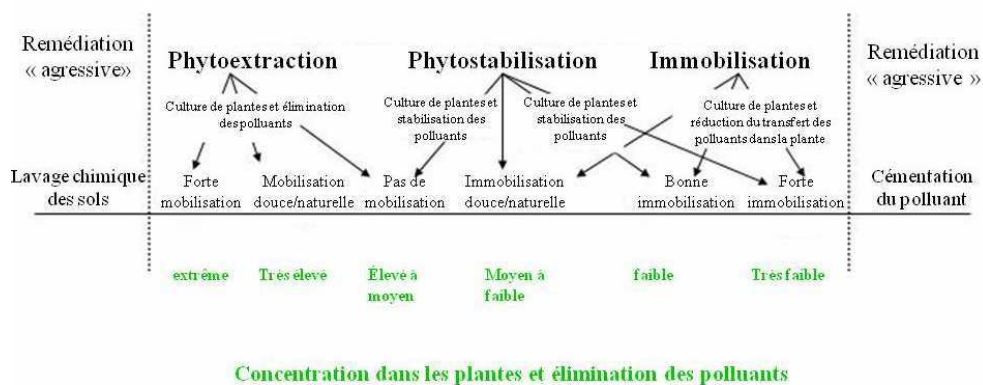 Remédiation
« agressive»
Phytoextraction
Phytostabilisation
Immobilisation
Remédiation
« agressive »
Culture de plantes et élimination
des polluants
Culture de plantes et
stabilisation des
polluants
Culture de plantes et
stabilisation des
polluants
Culture de plantes et
réduction du transfert des
polluants dans la plante
Lavage chimique
des sols
Forte
mobilisation
Mobilisation
douce/naturelle
Pas de
mobilisation
Immobilisation
douce/naturelle
Bonne
immobilisation
Forte
immobilisation
Cémentation
du polluant
extrême
Très élevé
Élevé à
moyen
Moyen à
faible
faible
Très faible
Concentration dans les plantes et élimination des polluants